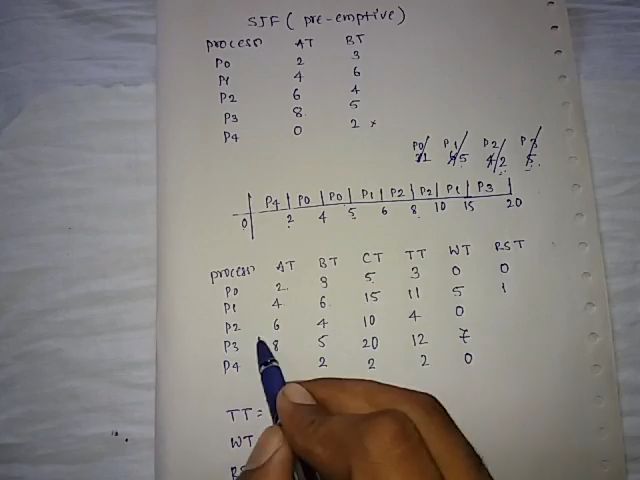 SJF ( pre-emptive )
process AT BT
P0 2 3
P1 4 6
P2 6 4
P3 8 5
P4 0 2 x
P0 P1 P2 P3
5 4 2 5
P4 P0 P0 P1 P2 P2 P1 P3
0 2 4 5 6 8 10 15 20
process AT BT CT TT WT RST
P0 2 3 5 3 0 0
P1 4 6 15 11 5 1
P2 6 4 10 4 0
P3 8 5 20 12 7
P4 2 2 2 0
TT =
WT